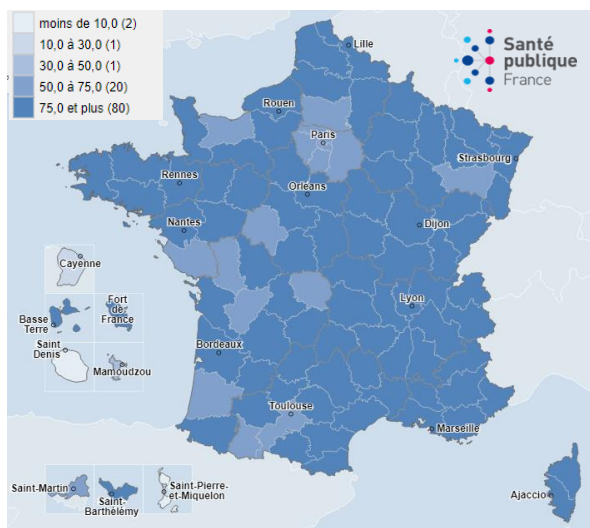 moins de 10,0 (2)
10,0 à 30,0 (1)
30,0 à 50,0 (1)
50,0 à 75,0 (20)
75,0 et plus (80)
Santé
publique
France
Lille
Rouen
Paris
Strasbourg
Rennes
Orléans
Nantes
Dijon
Cayenne
Lyon
Basse
Terre
Fort
de
France
Saint
Denis
Mamoudzou
Bordeaux
Toulouse
Marseille
Saint-Martin
Saint-
Barthélémy
Saint-Pierre
et-Miquelon
Ajaccio